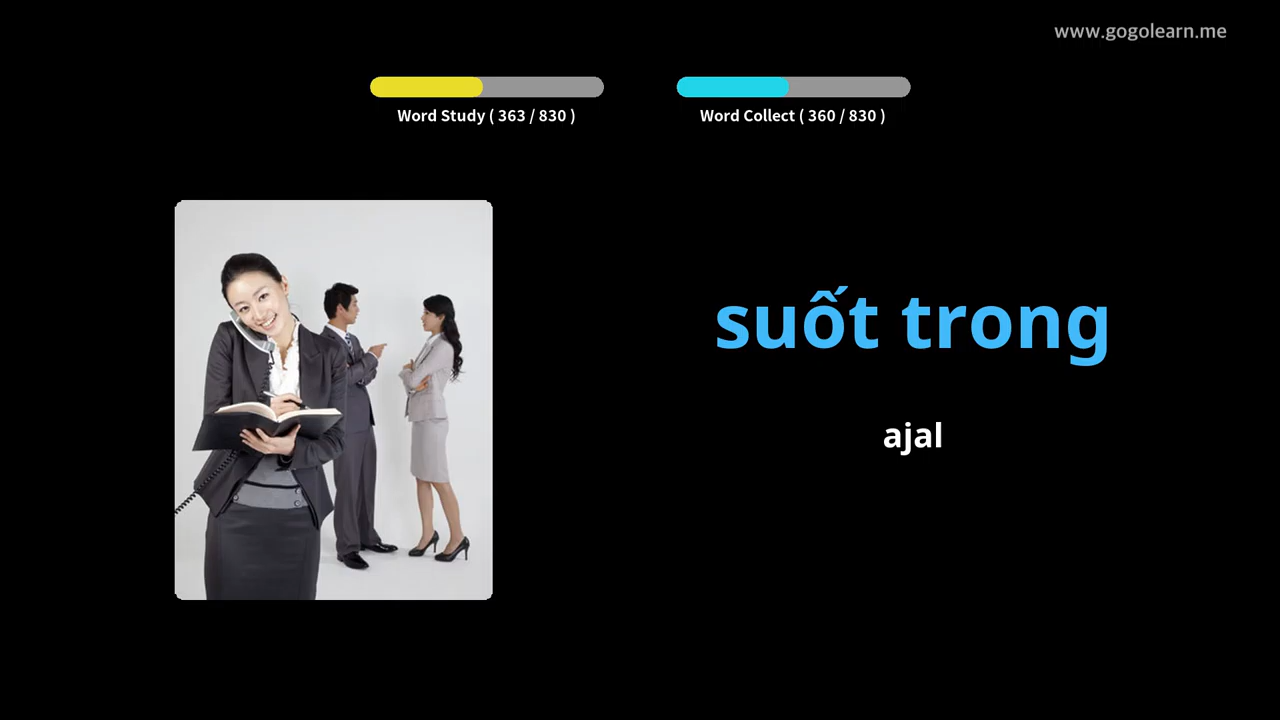 www.gogolearn.me
Word Study ( 363 / 830 )
Word Collect ( 360 / 830 )
suốt trong
ajal